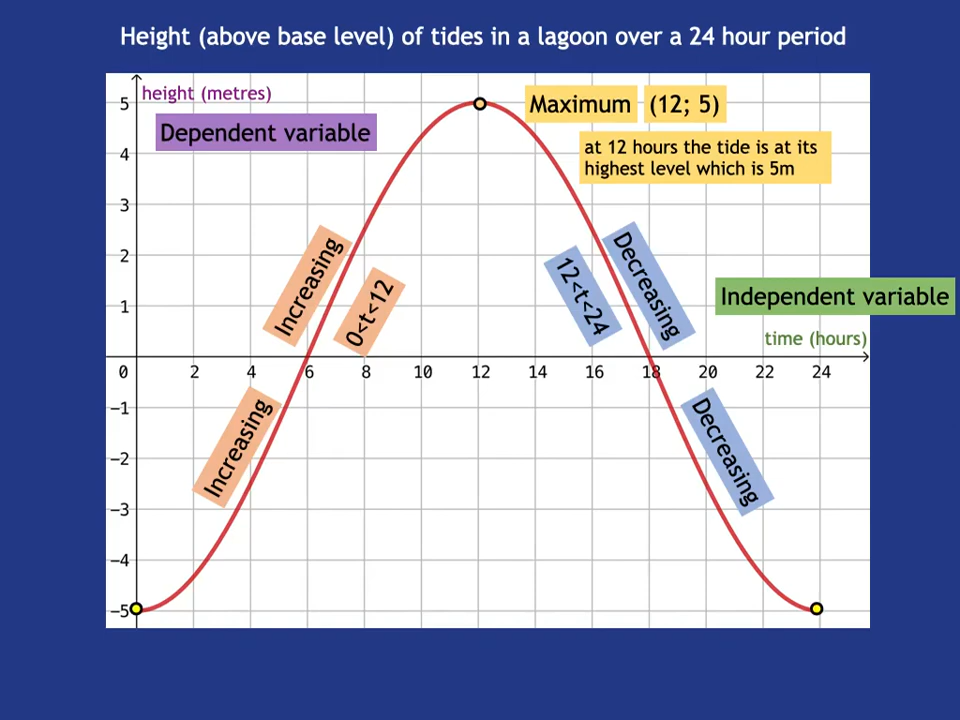 Height (above base level) of tides in a lagoon over a 24 hour period
height (metres)
Dependent variable
Maximum (12; 5)
at 12 hours the tide is at its
highest level which is 5m
Increasing
0<t<12
12<t<24
Decreasing
Independent variable
time (hours)
Increasing
Decreasing
5
4
3
2
1
0 2 4 6 8 10 12 14 16 18 20 22 24
−1
−2
−3
−4
−5